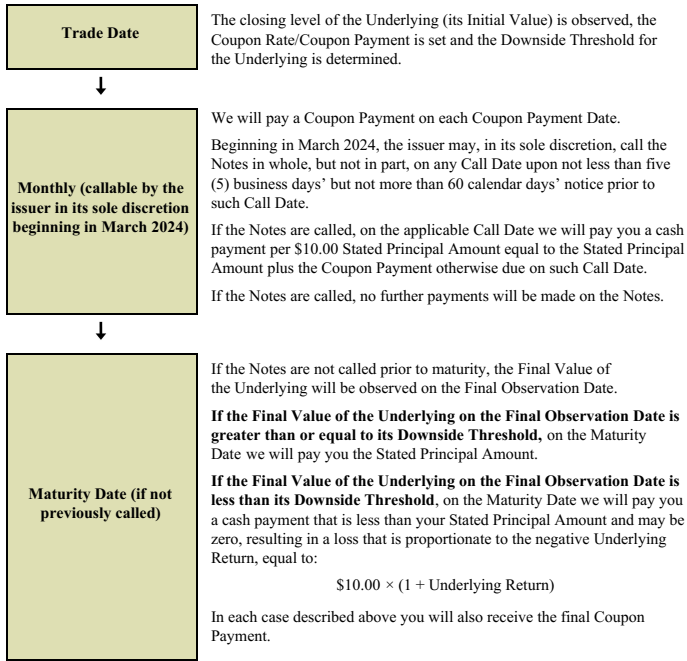 Trade Date
The closing level of the Underlying (its Initial Value) is observed, the
Coupon Rate/Coupon Payment is set and the Downside Threshold for
the Underlying is determined.
Monthly (callable by the
issuer in its sole discretion
beginning in March 2024)
We will pay a Coupon Payment on each Coupon Payment Date.
Beginning in March 2024, the issuer may, in its sole discretion, call the
Notes in whole, but not in part, on any Call Date upon not less than five
(5) business days’ but not more than 60 calendar days’ notice prior to
such Call Date.
If the Notes are called, on the applicable Call Date we will pay you a cash
payment per $10.00 Stated Principal Amount equal to the Stated Principal
Amount plus the Coupon Payment otherwise due on such Call Date.
If the Notes are called, no further payments will be made on the Notes.
Maturity Date (if not
previously called)
If the Notes are not called prior to maturity, the Final Value of
the Underlying will be observed on the Final Observation Date.
If the Final Value of the Underlying on the Final Observation Date is
greater than or equal to its Downside Threshold, on the Maturity
Date we will pay you the Stated Principal Amount.
If the Final Value of the Underlying on the Final Observation Date is
less than its Downside Threshold, on the Maturity Date we will pay you
a cash payment that is less than your Stated Principal Amount and may be
zero, resulting in a loss that is proportionate to the negative Underlying
Return, equal to:
$10.00 × (1 + Underlying Return)
In each case described above you will also receive the final Coupon
Payment.